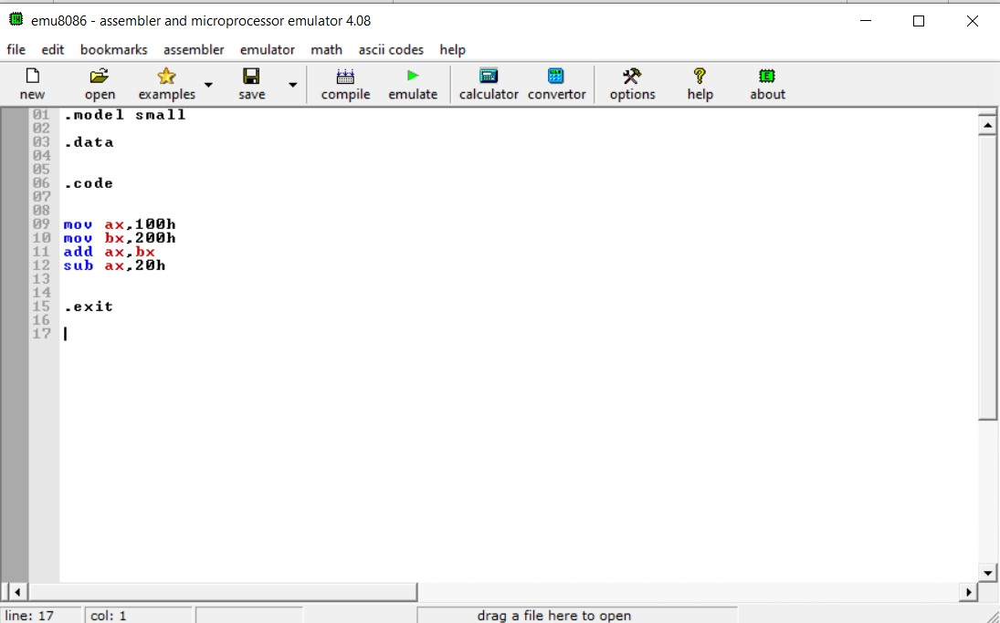 emu8086 - assembler and microprocessor emulator 4.08
file edit bookmarks assembler emulator math ascii codes help
new open examples save compile emulate calculator convertor options help about
01 .model small
02
03 .data
04
05
06 .code
07
08
09 mov ax,100h
10 mov bx,200h
11 add ax,bx
12 sub ax,20h
13
14
15 .exit
16
17
line: 17 col: 1 drag a file here to open